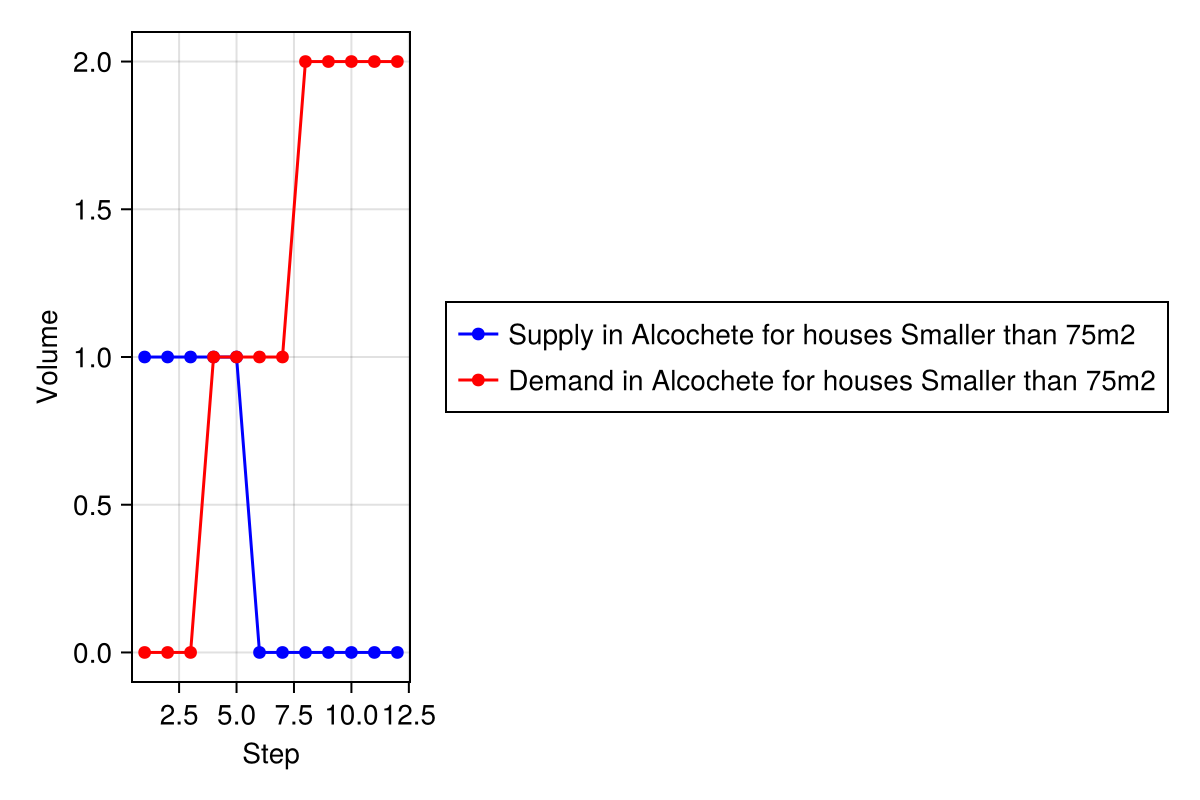 2.0
1.5
1.0
0.5
0.0
Volume
2.5 5.0 7.5 10.0 12.5
Step
Supply in Alcochete for houses Smaller than 75m2
Demand in Alcochete for houses Smaller than 75m2